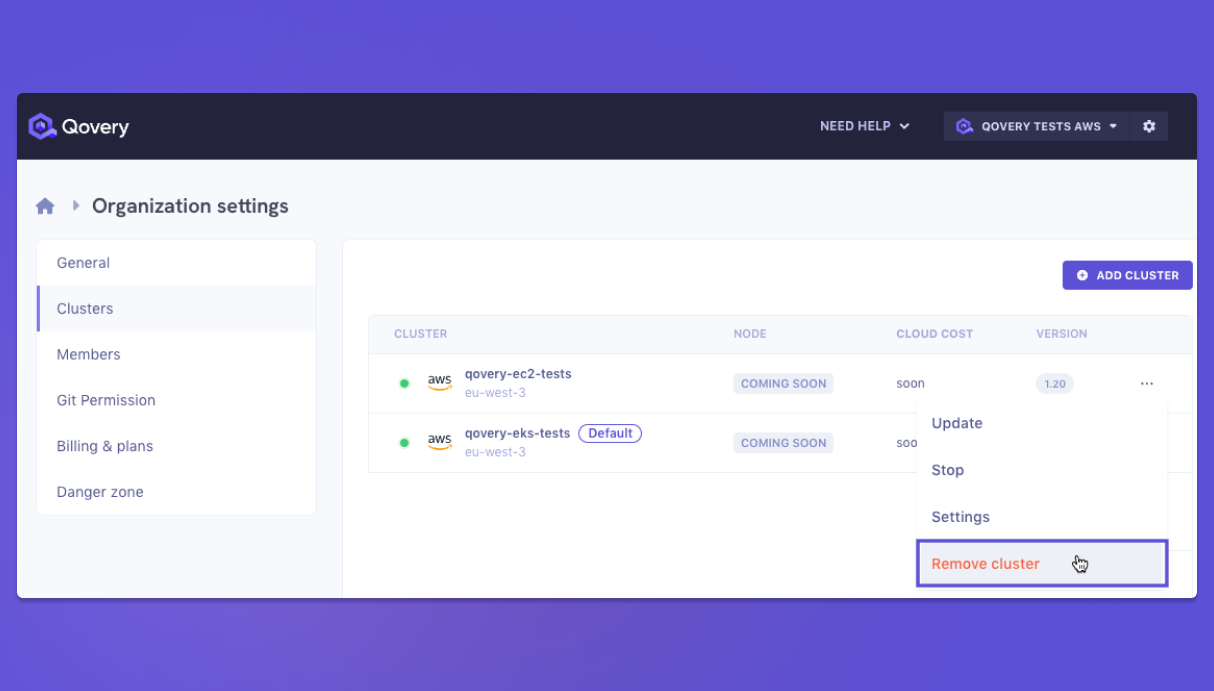 Qovery
NEED HELP
QOVERY TESTS AWS
Organization settings
General
Clusters
Members
Git Permission
Billing & plans
Danger zone
ADD CLUSTER
CLUSTER NODE CLOUD COST VERSION
aws qovery-ec2-tests COMING SOON soon 1.20 ...
eu-west-3
aws qovery-eks-tests Default COMING SOON soo
eu-west-3
Update
Stop
Settings
Remove cluster